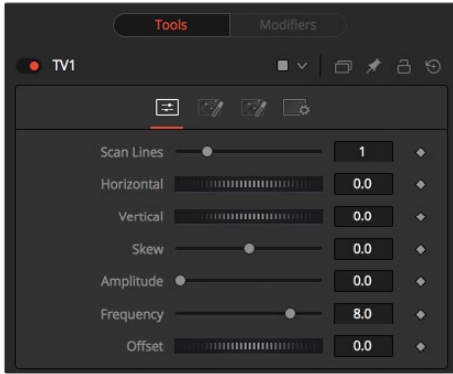 Tools Modifiers
TV1
Scan Lines 1
Horizontal 0.0
Vertical 0.0
Skew 0.0
Amplitude 0.0
Frequency 8.0
Offset 0.0